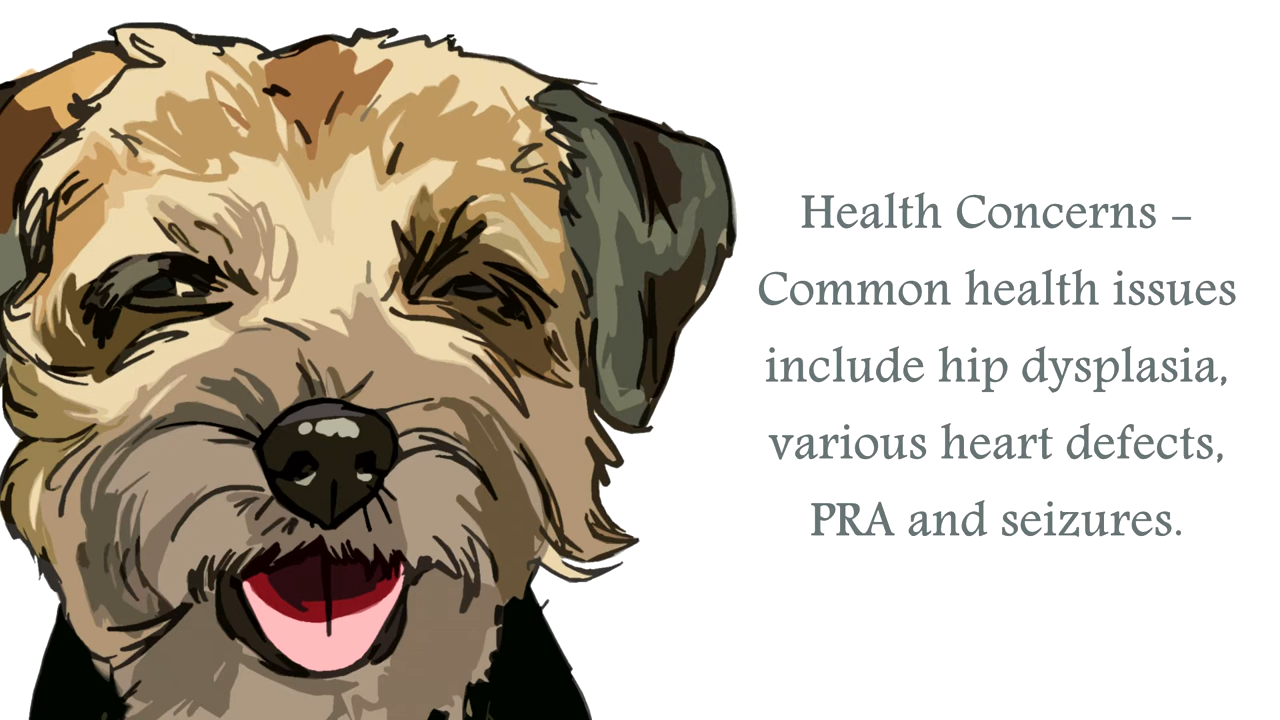 Health Concerns –
Common health issues
include hip dysplasia,
various heart defects,
PRA and seizures.